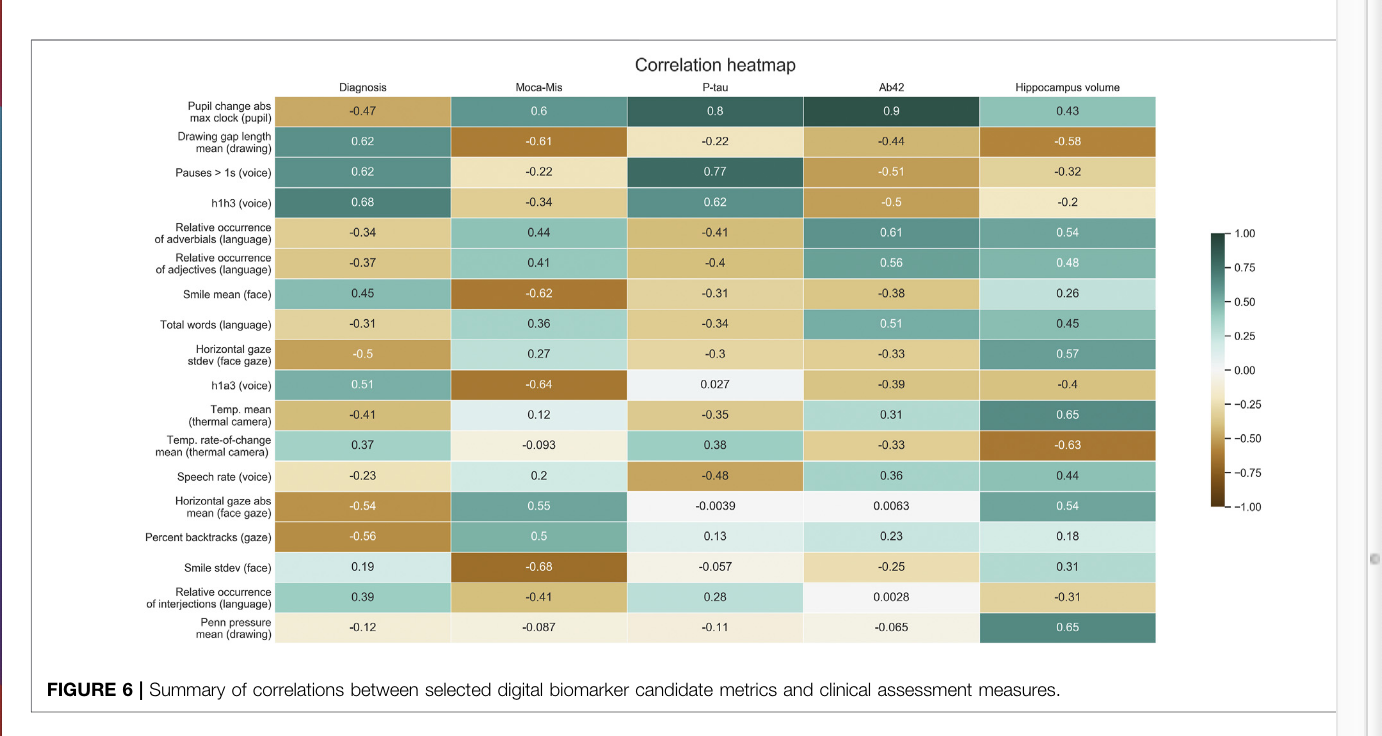 Correlation heatmap
Diagnosis Moca-Mis P-tau Ab42 Hippocampus volume
Pupil change abs
max clock (pupil) -0.47 0.6 0.8 0.9 0.43
Drawing gap length
mean (drawing) 0.62 -0.61 -0.22 -0.44 -0.58
Pauses > 1s (voice) 0.62 -0.22 0.77 -0.51 -0.32
h1h3 (voice) 0.68 -0.34 0.62 -0.5 -0.2
Relative occurrence
of adverbials (language) -0.34 0.44 -0.41 0.61 0.54
Relative occurrence
of adjectives (language) -0.37 0.41 -0.4 0.56 0.48
Smile mean (face) 0.45 -0.62 -0.31 -0.38 0.26
Total words (language) -0.31 0.36 -0.34 0.51 0.45
Horizontal gaze
stdev (face gaze) -0.5 0.27 -0.3 -0.33 0.57
h1a3 (voice) 0.51 -0.64 0.027 -0.39 -0.4
Temp. mean
(thermal camera) -0.41 0.12 -0.35 0.31 0.65
Temp. rate-of-change
mean (thermal camera) 0.37 -0.093 0.38 -0.33 -0.63
Speech rate (voice) -0.23 0.2 -0.48 0.36 0.44
Horizontal gaze abs
mean (face gaze) -0.54 0.55 -0.0039 0.0063 0.54
Percent backtracks (gaze) -0.56 0.5 0.13 0.23 0.18
Smile stdev (face) 0.19 -0.68 -0.057 -0.25 0.31
Relative occurrence
of interjections (language) 0.39 -0.41 0.28 0.0028 -0.31
Penn pressure
mean (drawing) -0.12 -0.087 -0.11 -0.065 0.65
1.00
0.75
0.50
0.25
0.00
−0.25
−0.50
−0.75
−1.00
FIGURE 6 | Summary of correlations between selected digital biomarker candidate metrics and clinical assessment measures.